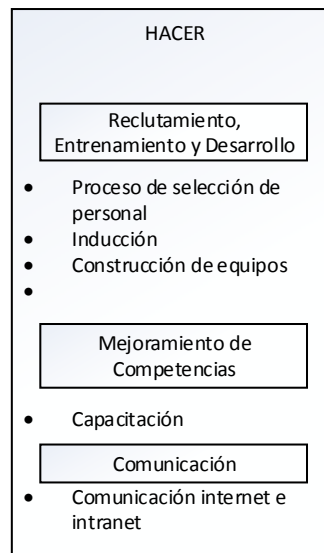 HACER
Reclutamiento,
Entrenamiento y Desarrollo
• Proceso de selección de
personal
• Inducción
• Construcción de equipos
•
Mejoramiento de
Competencias
• Capacitación
Comunicación
• Comunicación internet e
intranet